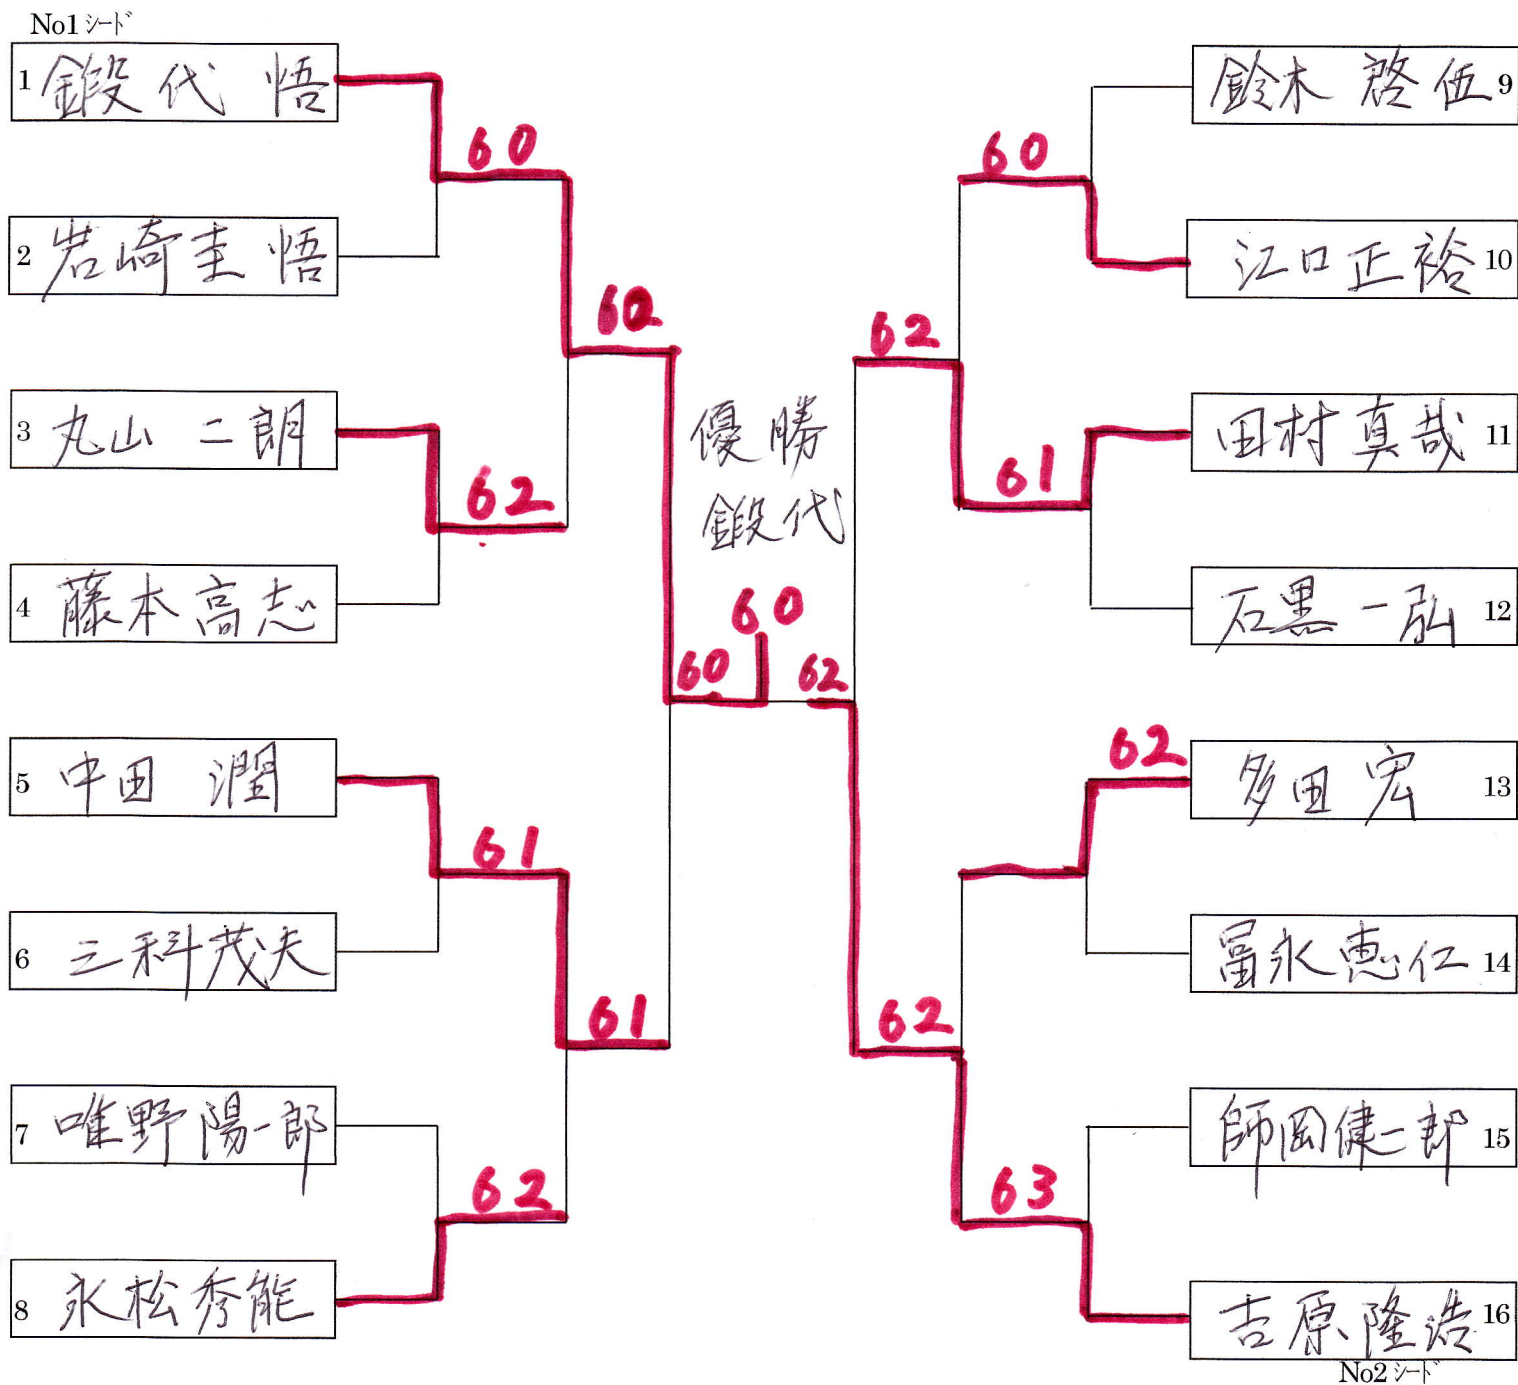 No1 シード
1 鍛代 悟
60
2 岩崎圭悟
60
3 丸山 二朗
62
4 藤本高志
5 中田 潤
61
6 三科茂夫
61
7 唯野陽一郎
62
8 永松秀能
優勝
鍛代
60
60 62
鈴木 啓伍 9
60
江口正裕 10
62
田村真哉 11
61
石黒一弘 12
62
多田宏 13
冨永恵仁 14
62
師岡健一郎 15
63
吉原隆浩 16
No2 シード